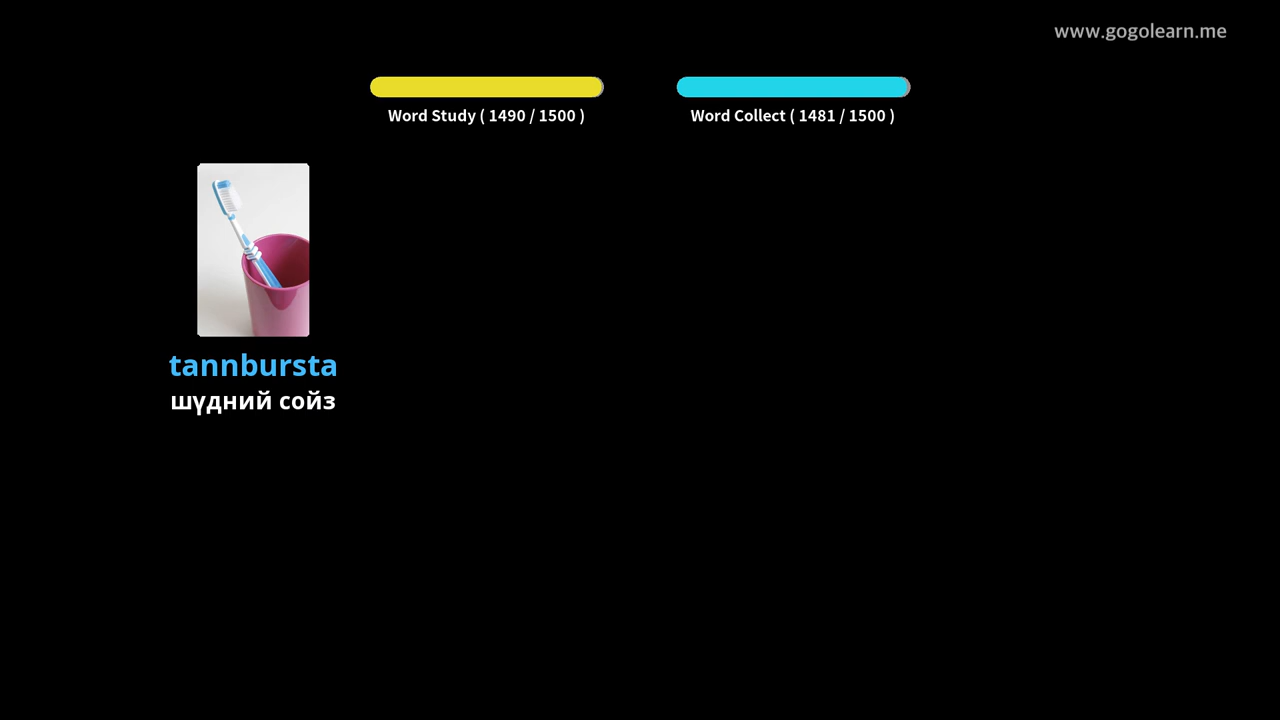 www.gogolearn.me
Word Study ( 1490 / 1500 )
Word Collect ( 1481 / 1500 )
tannbursta
шүдний сойз